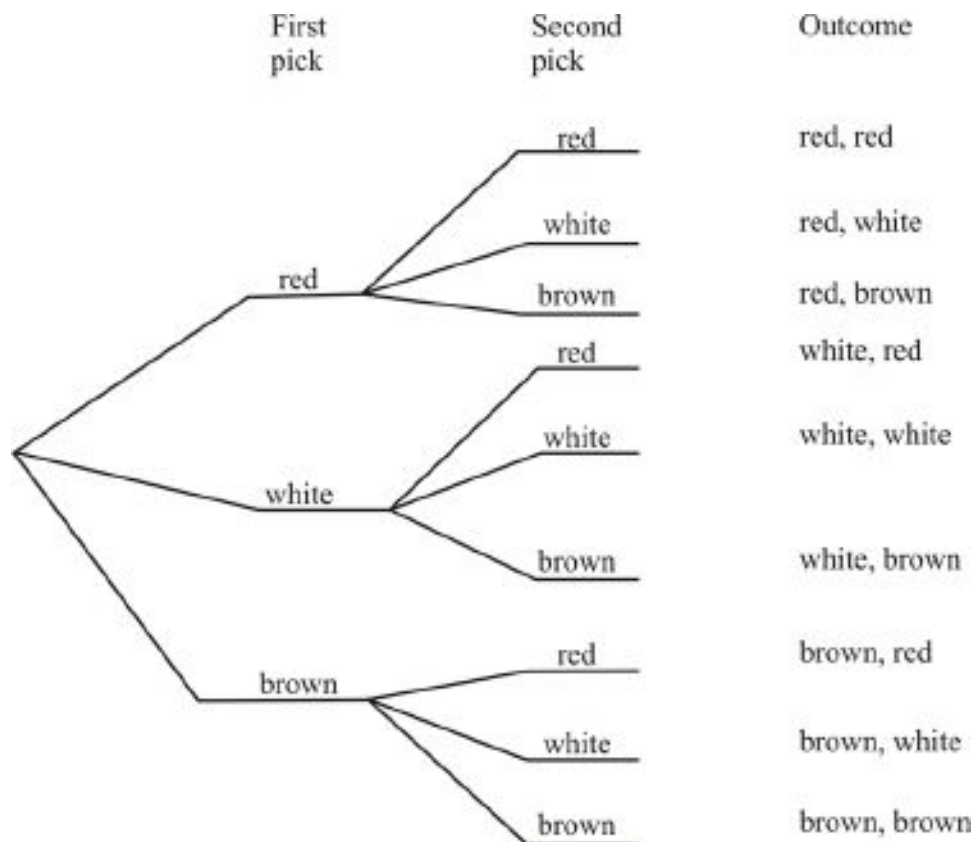 First pick
Second pick
Outcome
red
red, red
white
red, white
red
brown
red, brown
red
white, red
white
white, white
white
brown
white, brown
red
brown, red
brown
white
brown, white
brown
brown, brown